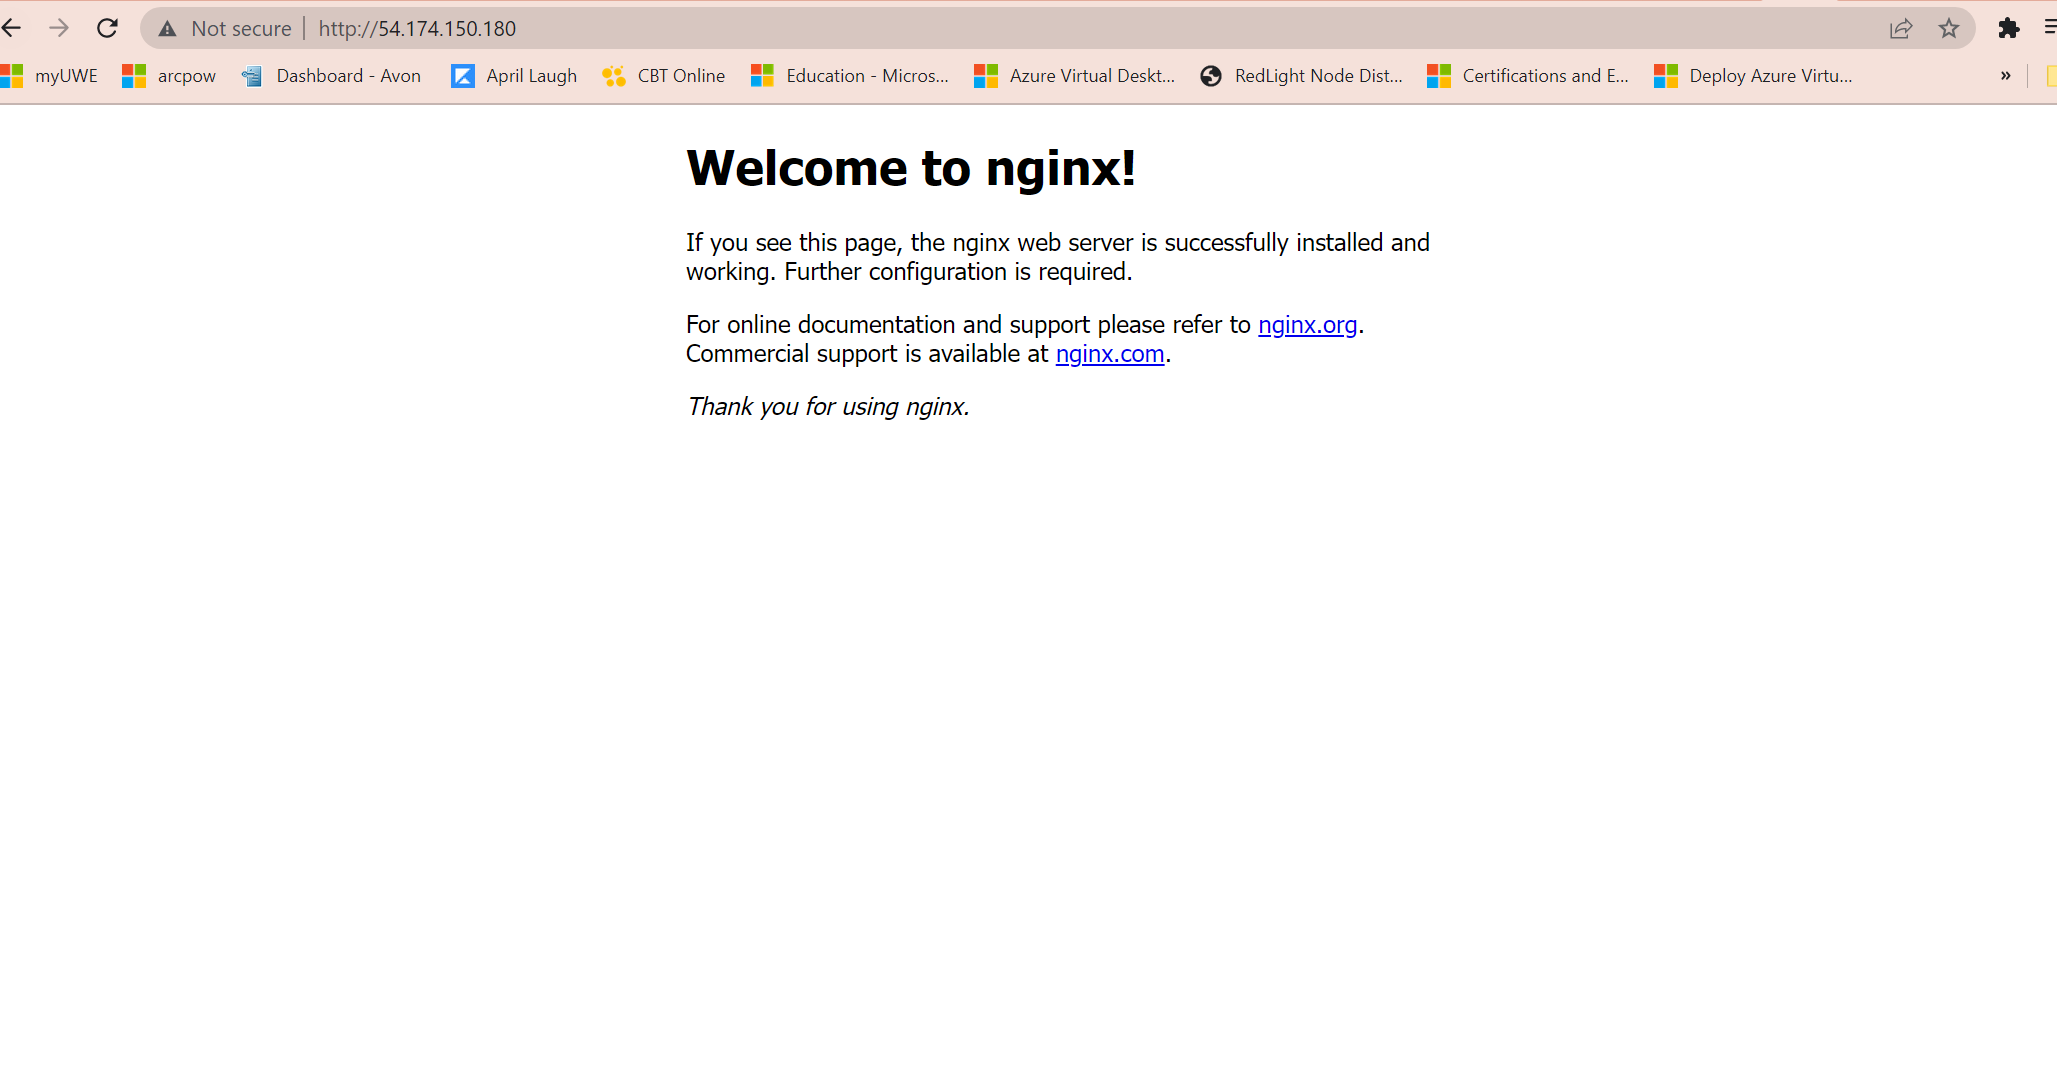 Not secure | http://54.174.150.180
myUWE arcpow Dashboard - Avon April Laugh CBT Online Education - Micros... Azure Virtual Deskt... RedLight Node Dist... Certifications and E... Deploy Azure Virtu... »
Welcome to nginx!
If you see this page, the nginx web server is successfully installed and
working. Further configuration is required.
For online documentation and support please refer to nginx.org.
Commercial support is available at nginx.com.
Thank you for using nginx.